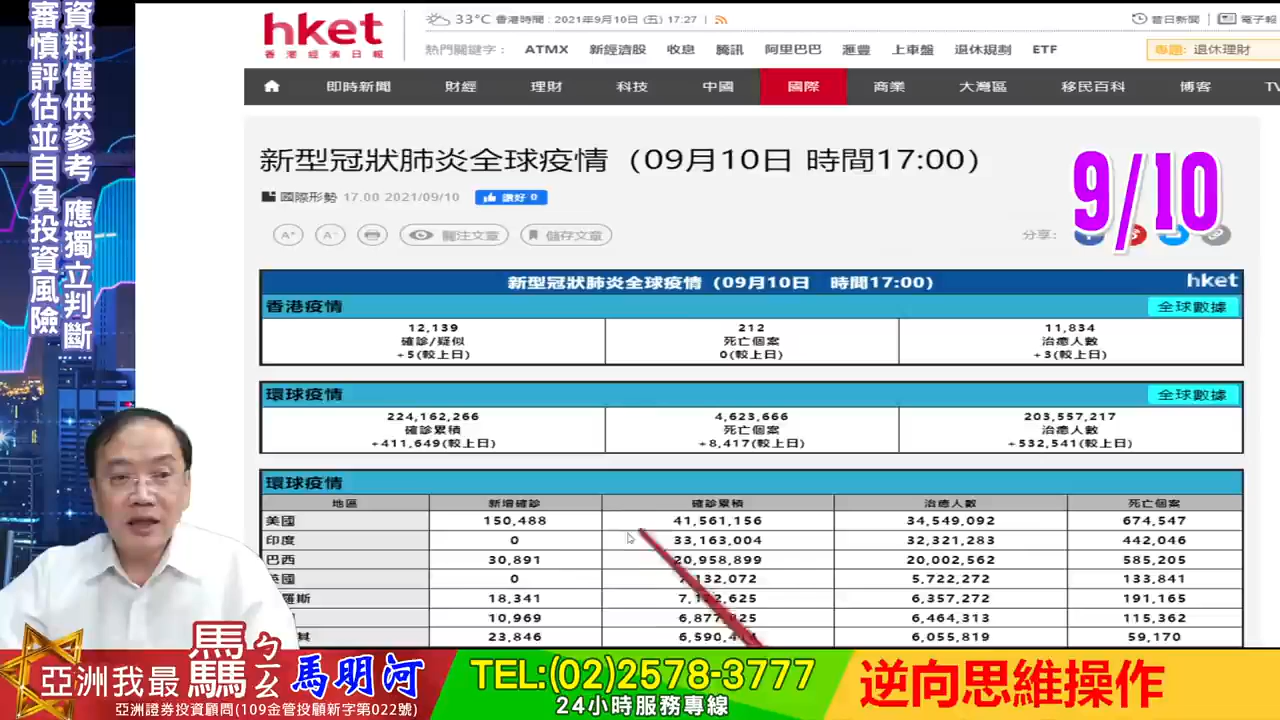 資料僅供參考 應獨立判斷
審慎評估並自負投資風險
hket
香港經濟日報
33°C 香港時間：2021年9月10日 (五) 17:27
昔日新聞
電子報
熱門關鍵字： ATMX 新經濟股 收息 騰訊 阿里巴巴 滙豐 上車盤 退休規劃 ETF
專題: 退休理財
即時新聞 財經 理財 科技 中國 國際 商業 大灣區 移民百科 博客 TV
新型冠狀肺炎全球疫情（09月10日 時間17:00）
9/10
國際形勢 17:00 2021/09/10
讚好 0
A⁺ A⁻ 關注文章 儲存文章
分享:
新型冠狀肺炎全球疫情（09月10日 時間17:00） hket
香港疫情 全球數據
12,139 212 11,834
確診/疑似 死亡個案 治癒人數
+5(較上日) 0(較上日) +3(較上日)
環球疫情 全球數據
224,162,266 4,623,666 203,557,217
確診累積 死亡個案 治癒人數
+411,649(較上日) +8,417(較上日) +532,541(較上日)
環球疫情
地區 新增確診 確診累積 治癒人數 死亡個案
美國 150,488 41,561,156 34,549,092 674,547
印度 0 33,163,004 32,321,283 442,046
巴西 30,891 20,958,899 20,002,562 585,205
英國 0 7,132,072 5,722,272 133,841
羅斯 18,341 6,357,272 191,165
10,969 6,464,313 115,362
其 23,846 6,055,819 59,170
亞洲我最馬驫ㄅㄧㄠ 馬明河
亞洲證券投資顧問(109金管投顧新字第022號)
TEL:(02)2578-3777
24小時服務專線
逆向思維操作